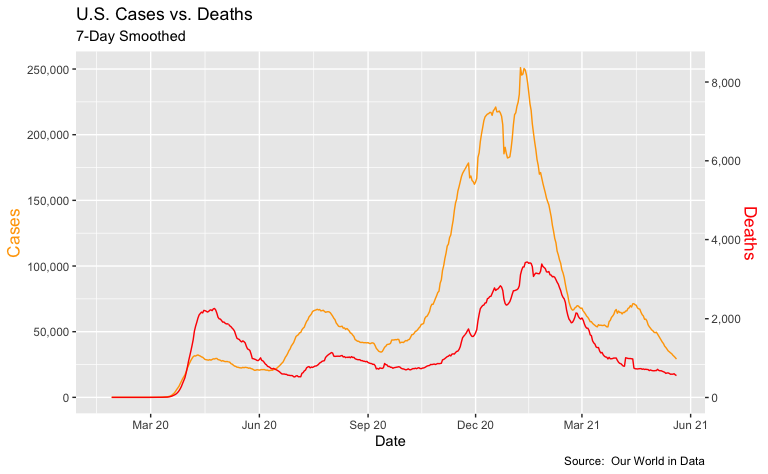 U.S. Cases vs. Deaths
7-Day Smoothed
250,000
200,000
150,000
100,000
50,000
0
Cases
8,000
6,000
4,000
2,000
0
Deaths
Mar 20 Jun 20 Sep 20 Dec 20 Mar 21 Jun 21
Date
Source: Our World in Data